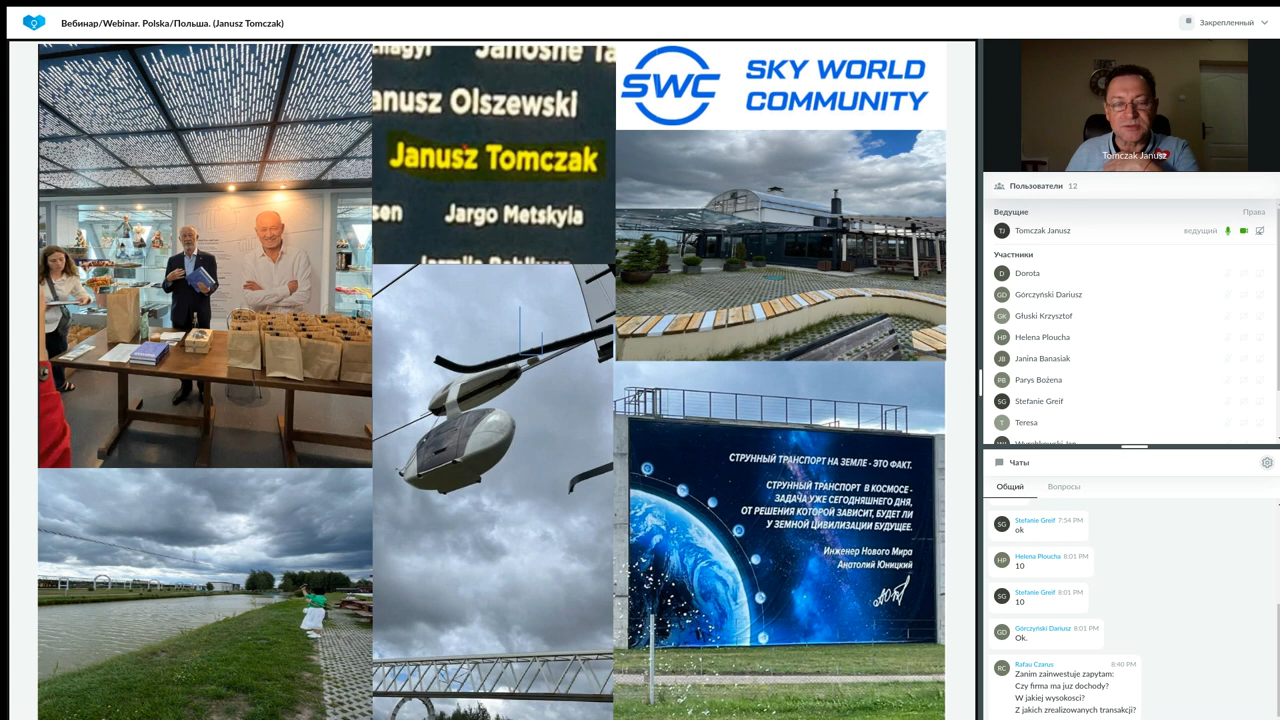 Вебинар/Webinar. Polska/Польша. (Janusz Tomczak)
Закрепленный
Janosne
anusz Olszewski
Janusz Tomczak
sen
Jargo Metskyla
SWC
SKY WORLD
COMMUNITY
СТРУННЫЙ ТРАНСПОРТ НА ЗЕМЛЕ - ЭТО ФАКТ.
СТРУННЫЙ ТРАНСПОРТ В КОСМОСЕ -
ЗАДАЧА УЖЕ СЕГОДНЯШНЕГО ДНЯ,
ОТ РЕШЕНИЯ КОТОРОЙ ЗАВИСИТ, БУДЕТ ЛИ
У ЗЕМНОЙ ЦИВИЛИЗАЦИИ БУДУЩЕЕ.
Инженер Нового Мира
Анатолий Юницкий
Tomczak Janusz
Пользователи 12
Ведущие
Права
TJ Tomczak Janusz ведущий
Участники
D Dorota
GD Górczyński Dariusz
GK Głuski Krzysztof
HP Helena Ploucha
JB Janina Banasiak
PB Parys Bożena
SG Stefanie Greif
T Teresa
Чаты
Общий Вопросы
SG Stefanie Greif 7:54 PM
ok
HP Helena Ploucha 8:01 PM
10
SG Stefanie Greif 8:01 PM
10
GD Górczyński Dariusz 8:01 PM
Ok.
RC Rafau Czarus 8:40 PM
Zanim zainwestuje zapytam:
Czy firma ma juz dochody?
W jakiej wysokosci?
Z jakich zrealizowanych transakcji?